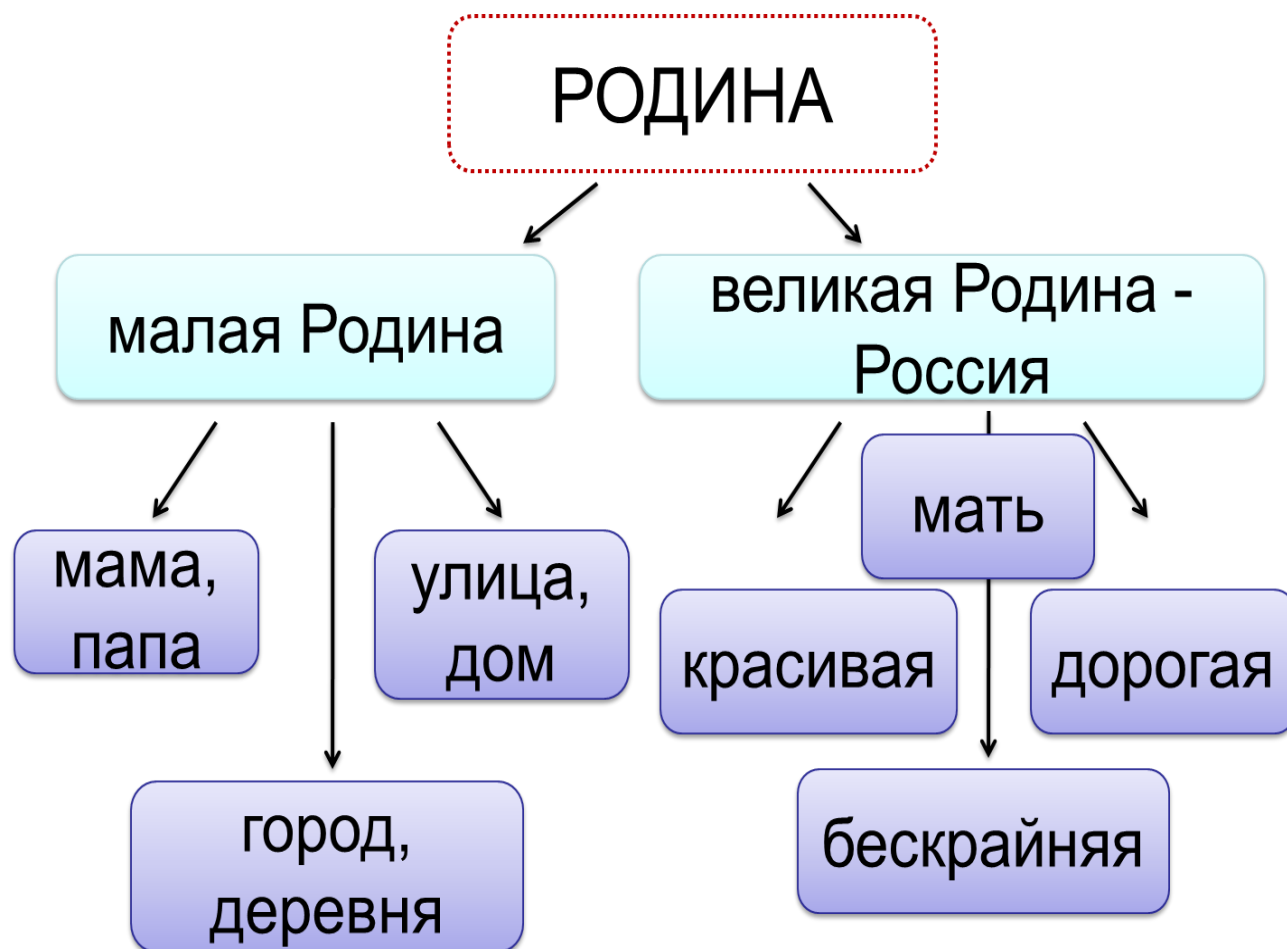 РОДИНА
малая Родина
великая Родина -
Россия
мама,
папа
улица,
дом
город,
деревня
мать
красивая
дорогая
бескрайняя